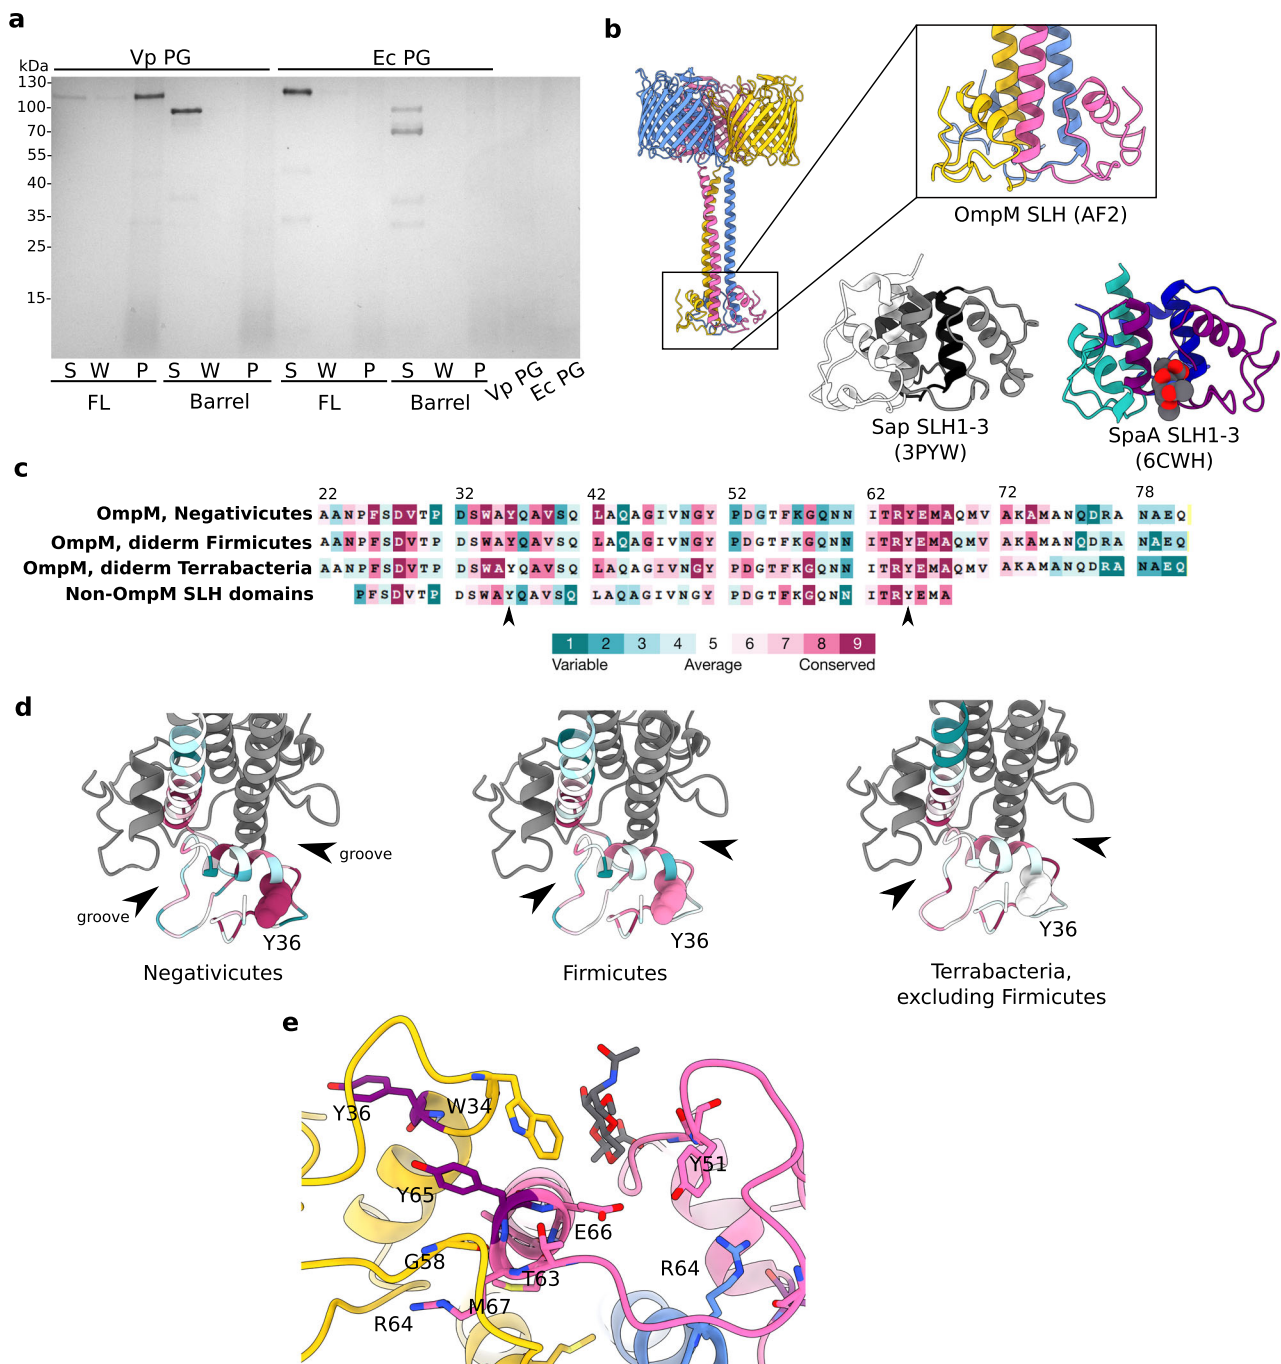 a
Vp PG
Ec PG
kDa
130-
100-
70-
55-
40-
35-
25-
15-
S W P S W P S W P S W P Vp PG Ec PG
FL Barrel FL Barrel
b
OmpM SLH (AF2)
Sap SLH1-3
(3PYW)
SpaA SLH1-3
(6CWH)
c
22 32 42 52 62 72 78
OmpM, Negativicutes AANPFSDVTP DSWAYQAVSQ LAQAGIVNGY PDGTFKGQNN ITRYEMAQMV AKAMANQDRA NAEQ
OmpM, diderm Firmicutes AANPFSDVTP DSWAYQAVSQ LAQAGIVNGY PDGTFKGQNN ITRYEMAQMV AKAMANQDRA NAEQ
OmpM, diderm Terrabacteria AANPFSDVTP DSWAYQAVSQ LAQAGIVNGY PDGTFKGQNN ITRYEMAQMV AKAMANQDRA NAEQ
Non-OmpM SLH domains PFSDVTP DSWAYQAVSQ LAQAGIVNGY PDGTFKGQNN ITRYEMA
1 2 3 4 5 6 7 8 9
Variable Average Conserved
d
groove
groove
Y36
Negativicutes
Y36
Firmicutes
Y36
Terrabacteria,
excluding Firmicutes
e
Y36
W34
Y51
Y65
E66
G58
T63
R64
M67
R64